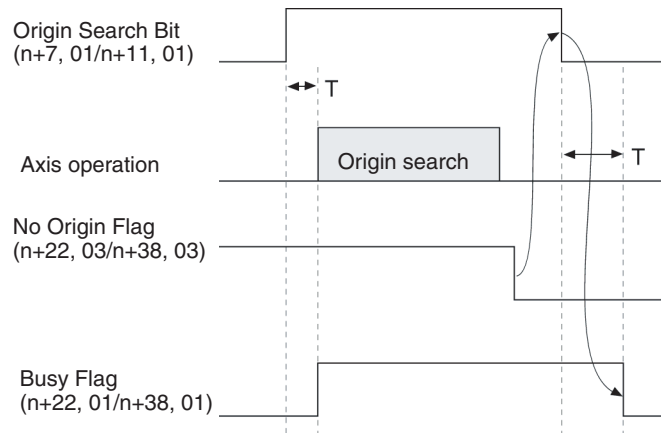 Origin Search Bit
(n+7, 01/n+11, 01)
T
Axis operation
Origin search
T
No Origin Flag
(n+22, 03/n+38, 03)
Busy Flag
(n+22, 01/n+38, 01)